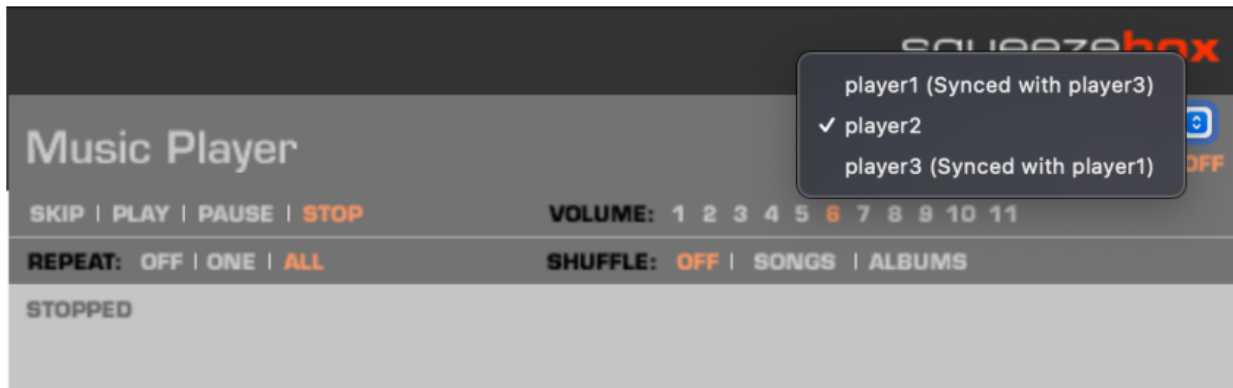 squeezebox
player1 (Synced with player3)
✓ player2
player3 (Synced with player1)
OFF
Music Player
SKIP | PLAY | PAUSE | STOP
VOLUME: 1 2 3 4 5 6 7 8 9 10 11
REPEAT: OFF | ONE | ALL
SHUFFLE: OFF | SONGS | ALBUMS
STOPPED